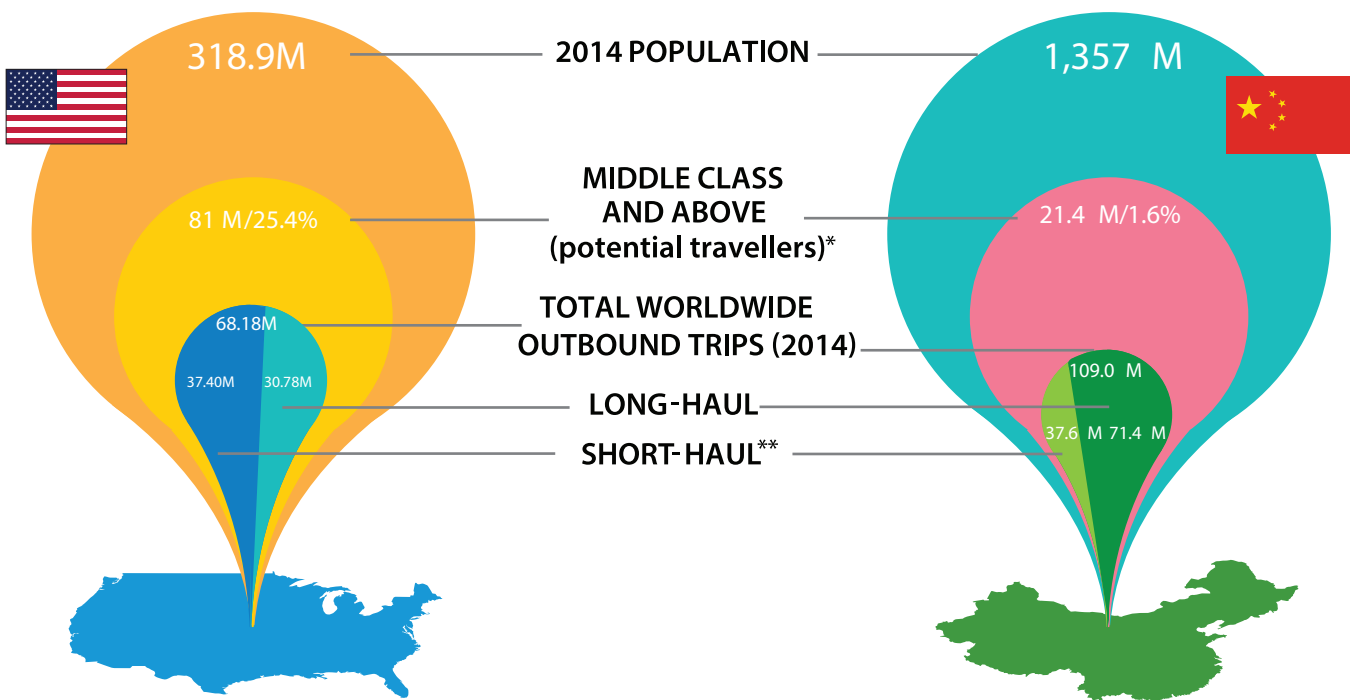 318.9M
2014 POPULATION
1,357 M
MIDDLE CLASS
AND ABOVE
(potential travellers)*
81 M/25.4%
21.4 M/1.6%
TOTAL WORLDWIDE
OUTBOUND TRIPS (2014)
68.18M
109.0 M
37.40M 30.78M
LONG-HAUL
37.6 M 71.4 M
SHORT-HAUL**